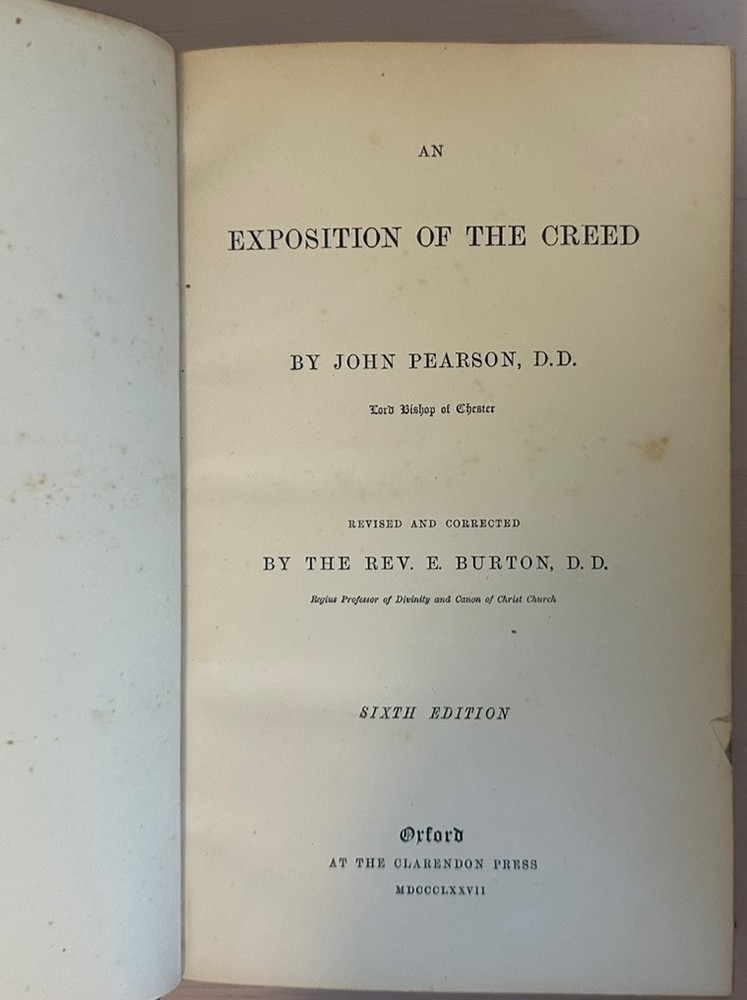 AN
EXPOSITION OF THE CREED
BY JOHN PEARSON, D.D.
Lord Bishop of Chester
REVISED AND CORRECTED
BY THE REV. E. BURTON, D. D.
Regius Professor of Divinity and Canon of Christ Church
SIXTH EDITION
Oxford
AT THE CLARENDON PRESS
MDCCCLXXVII